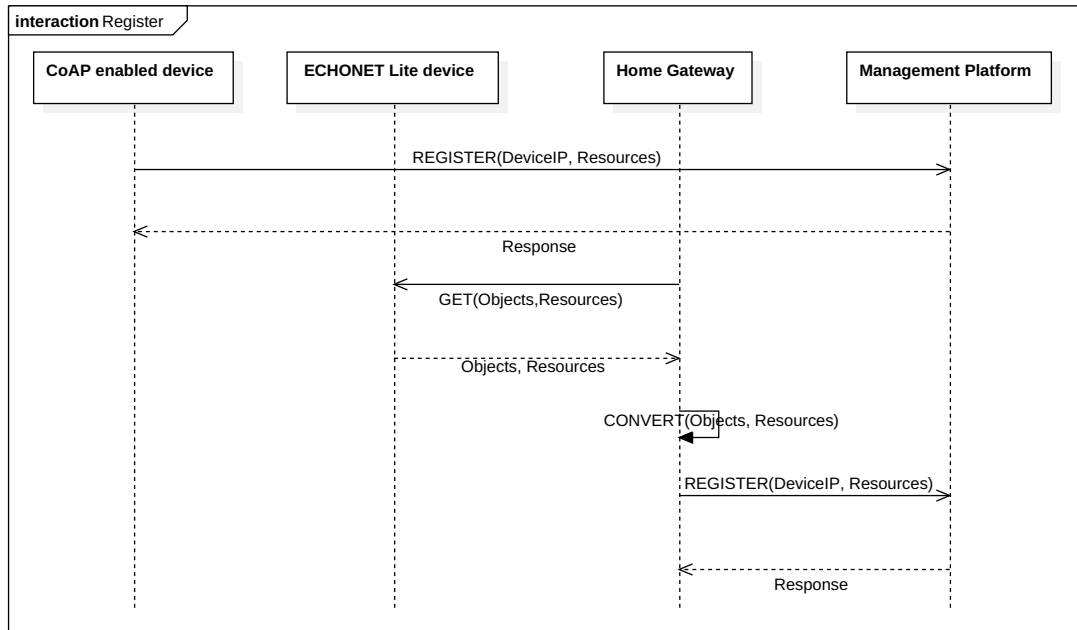 interaction Register
CoAP enabled device
ECHONET Lite device
Home Gateway
Management Platform
REGISTER(DeviceIP, Resources)
Response
GET(Objects,Resources)
Objects, Resources
CONVERT(Objects, Resources)
REGISTER(DeviceIP, Resources)
Response